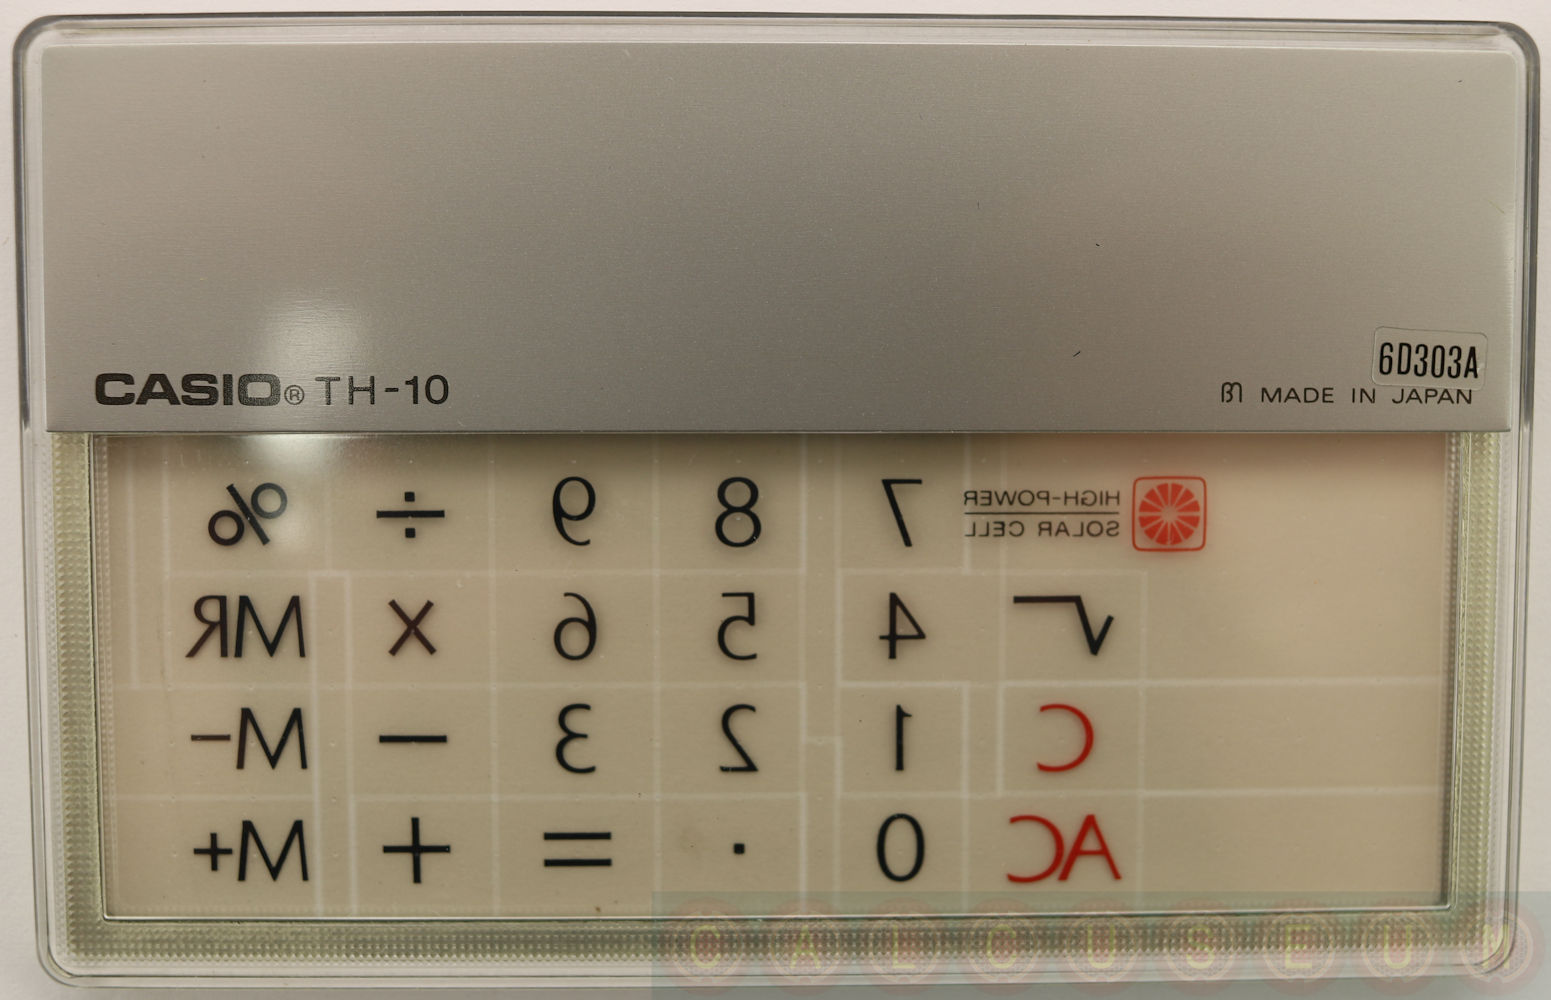 6D303A
CASIO® TH-10
MADE IN JAPAN
% ÷ 9 8 7 HIGH-POWER
SOLAR CELL
MR × 6 5 4 √
M- - 3 2 1 C
M+ + = . 0 AC
CALCUSEUM